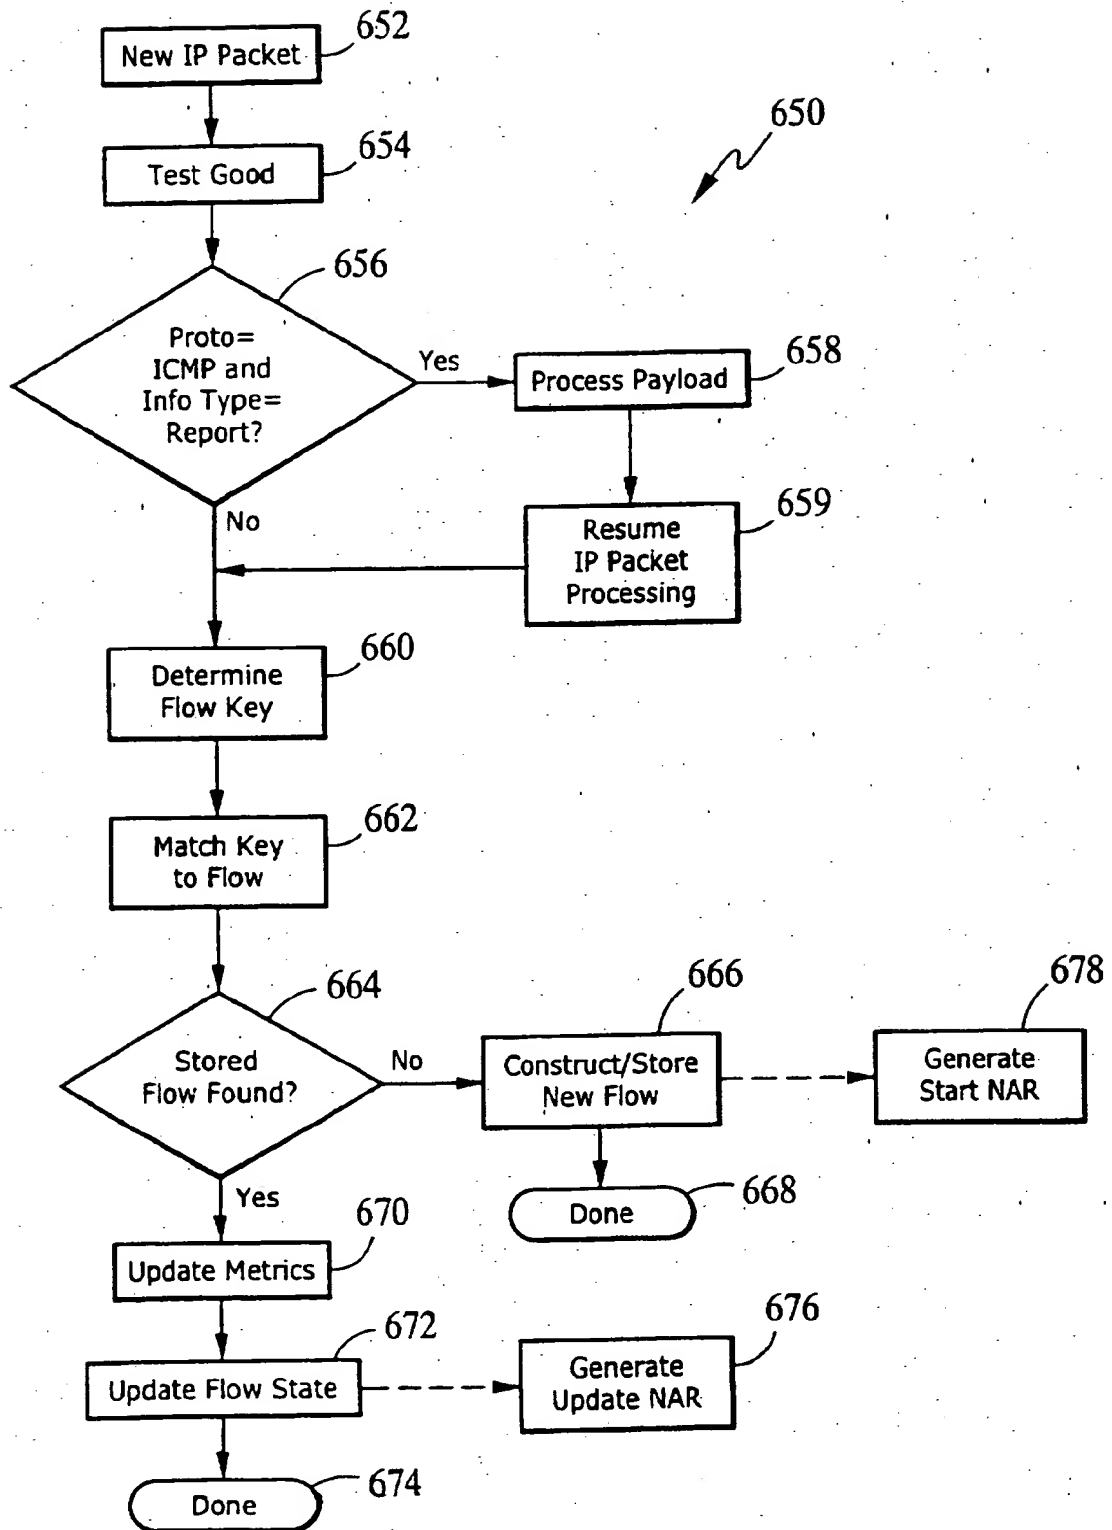 652
New IP Packet
654
Test Good
650
656
Proto=
ICMP and
Info Type=
Report?
Yes
658
Process Payload
No
659
Resume
IP Packet
Processing
660
Determine
Flow Key
662
Match Key
to Flow
664
Stored
Flow Found?
No
666
Construct/Store
New Flow
678
Generate
Start NAR
668
Done
Yes
670
Update Metrics
672
Update Flow State
676
Generate
Update NAR
674
Done